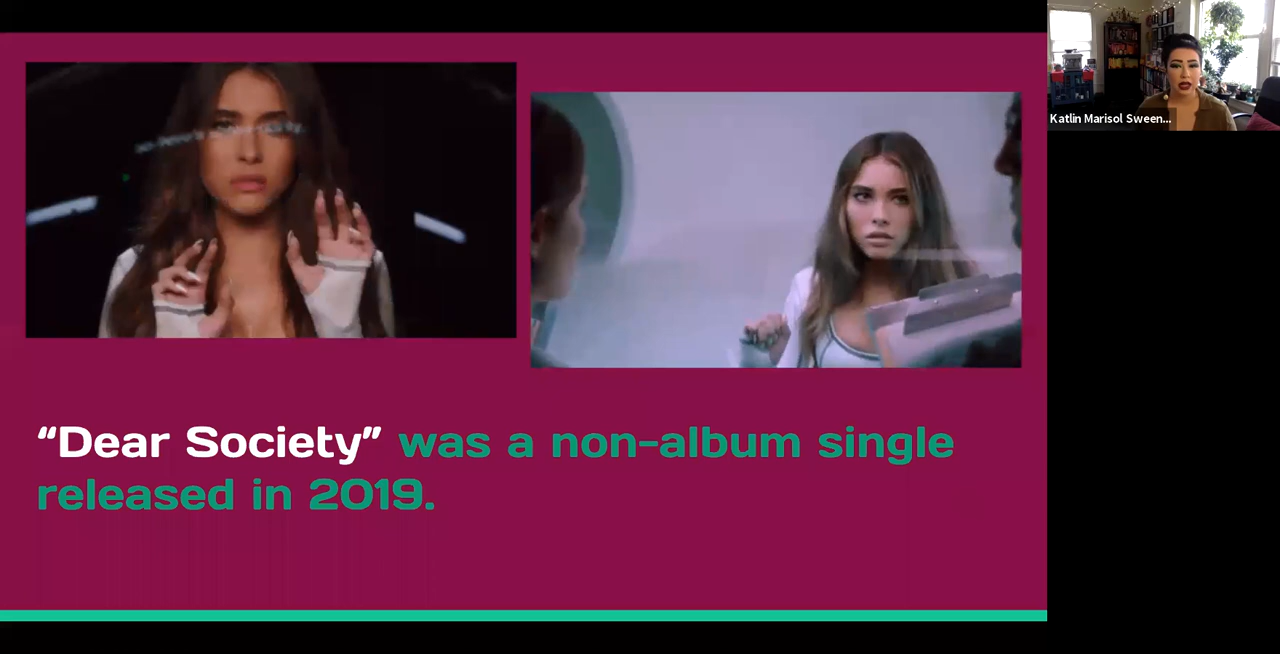 Katlin Marisol Sween...
“Dear Society” was a non-album single
released in 2019.